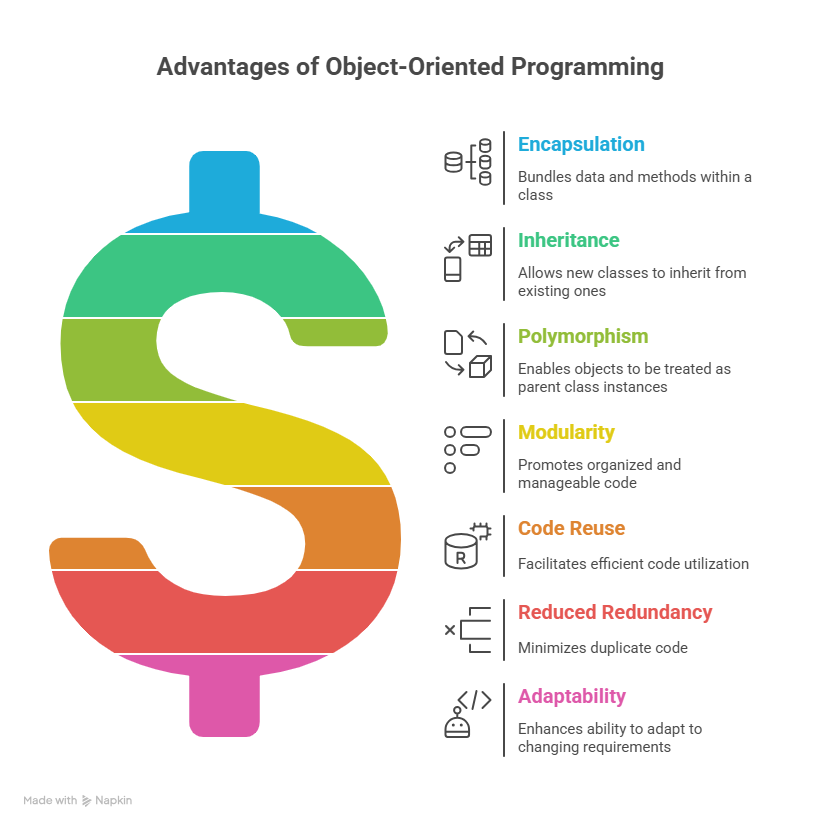 Advantages of Object-Oriented Programming
Encapsulation
Bundles data and methods within a
class
Inheritance
Allows new classes to inherit from
existing ones
Polymorphism
Enables objects to be treated as
parent class instances
Modularity
Promotes organized and
manageable code
Code Reuse
R
Facilitates efficient code utilization
Reduced Redundancy
Minimizes duplicate code
Adaptability
</>
Enhances ability to adapt to
changing requirements
Made with Napkin